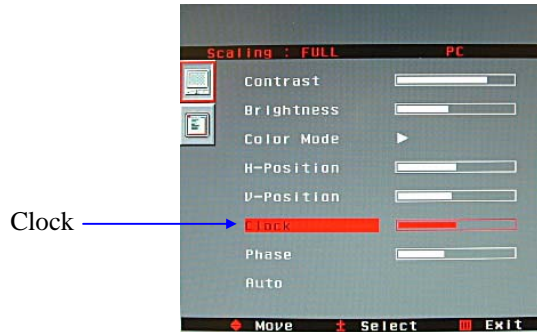 Scaling : FULL PC
Contrast
Brightness
Color Mode
H-Position
V-Position
Clock
Clock
Phase
Auto
Move ± Select Exit